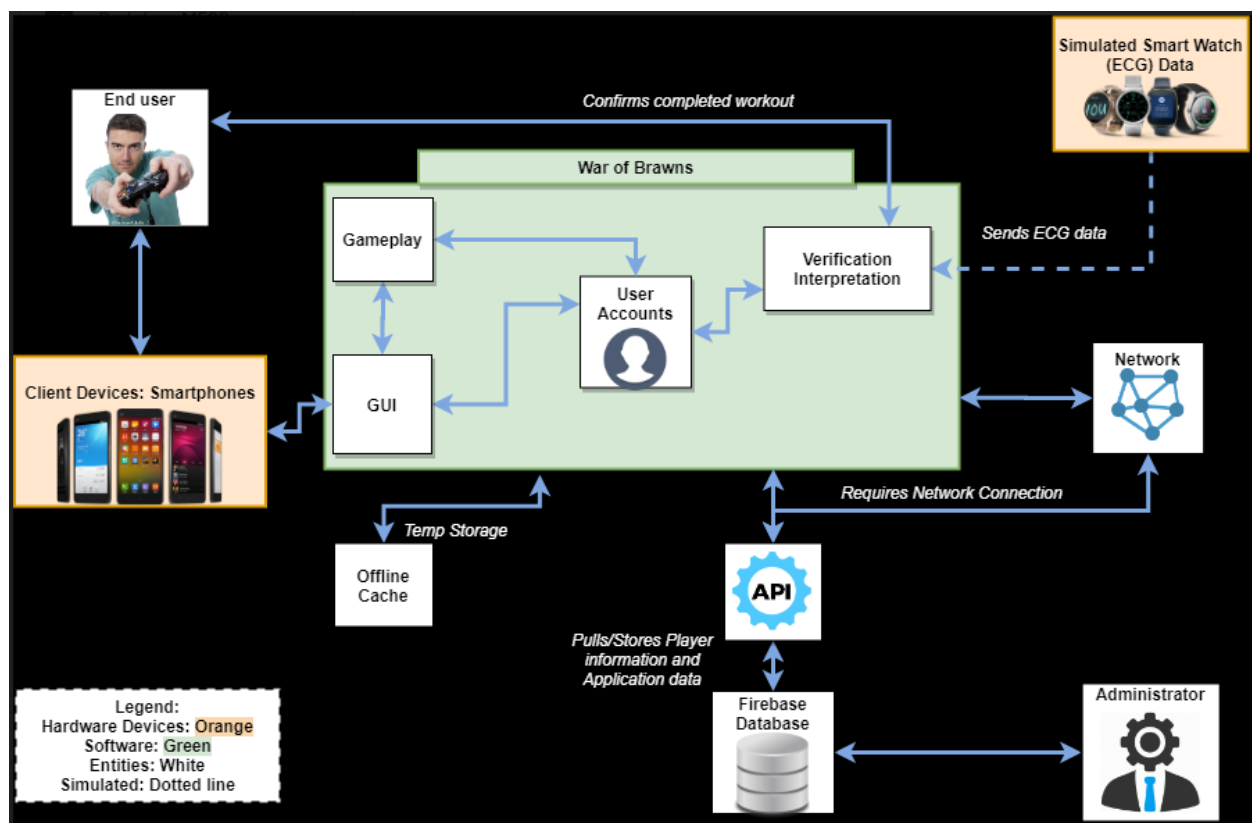 Simulated Smart Watch
(ECG) Data
End user
Confirms completed workout
War of Brawns
Gameplay
Verification
Interpretation
Sends ECG data
User
Accounts
Network
Client Devices: Smartphones
GUI
Requires Network Connection
Temp Storage
Offline
Cache
API
Pulls/Stores Player
information and
Application data
Firebase
Database
Administrator
Legend:
Hardware Devices: Orange
Software: Green
Entities: White
Simulated: Dotted line